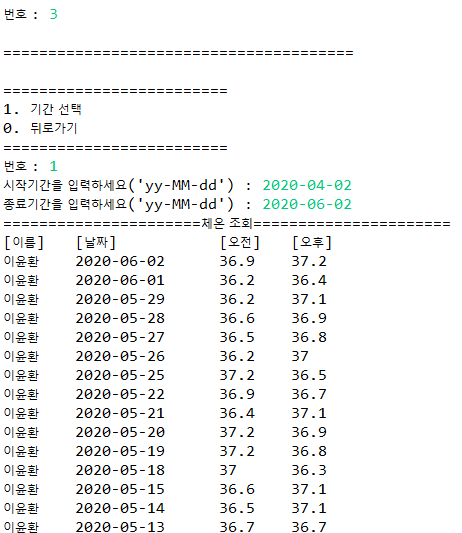 번호 : 3
=======================================
=========================
1. 기간 선택
0. 뒤로가기
=========================
번호 : 1
시작기간을 입력하세요('yy-MM-dd') : 2020-04-02
종료기간을 입력하세요('yy-MM-dd') : 2020-06-02
======================체온 조회======================
[이름] [날짜] [오전] [오후]
이윤환 2020-06-02 36.9 37.2
이윤환 2020-06-01 36.2 36.4
이윤환 2020-05-29 36.2 37.1
이윤환 2020-05-28 36.6 36.9
이윤환 2020-05-27 36.5 36.8
이윤환 2020-05-26 36.2 37
이윤환 2020-05-25 37.2 36.5
이윤환 2020-05-22 36.9 36.7
이윤환 2020-05-21 36.4 37.1
이윤환 2020-05-20 37.2 36.9
이윤환 2020-05-19 37.2 36.8
이윤환 2020-05-18 37 36.3
이윤환 2020-05-15 36.6 37.1
이윤환 2020-05-14 36.5 37.1
이윤환 2020-05-13 36.7 36.7